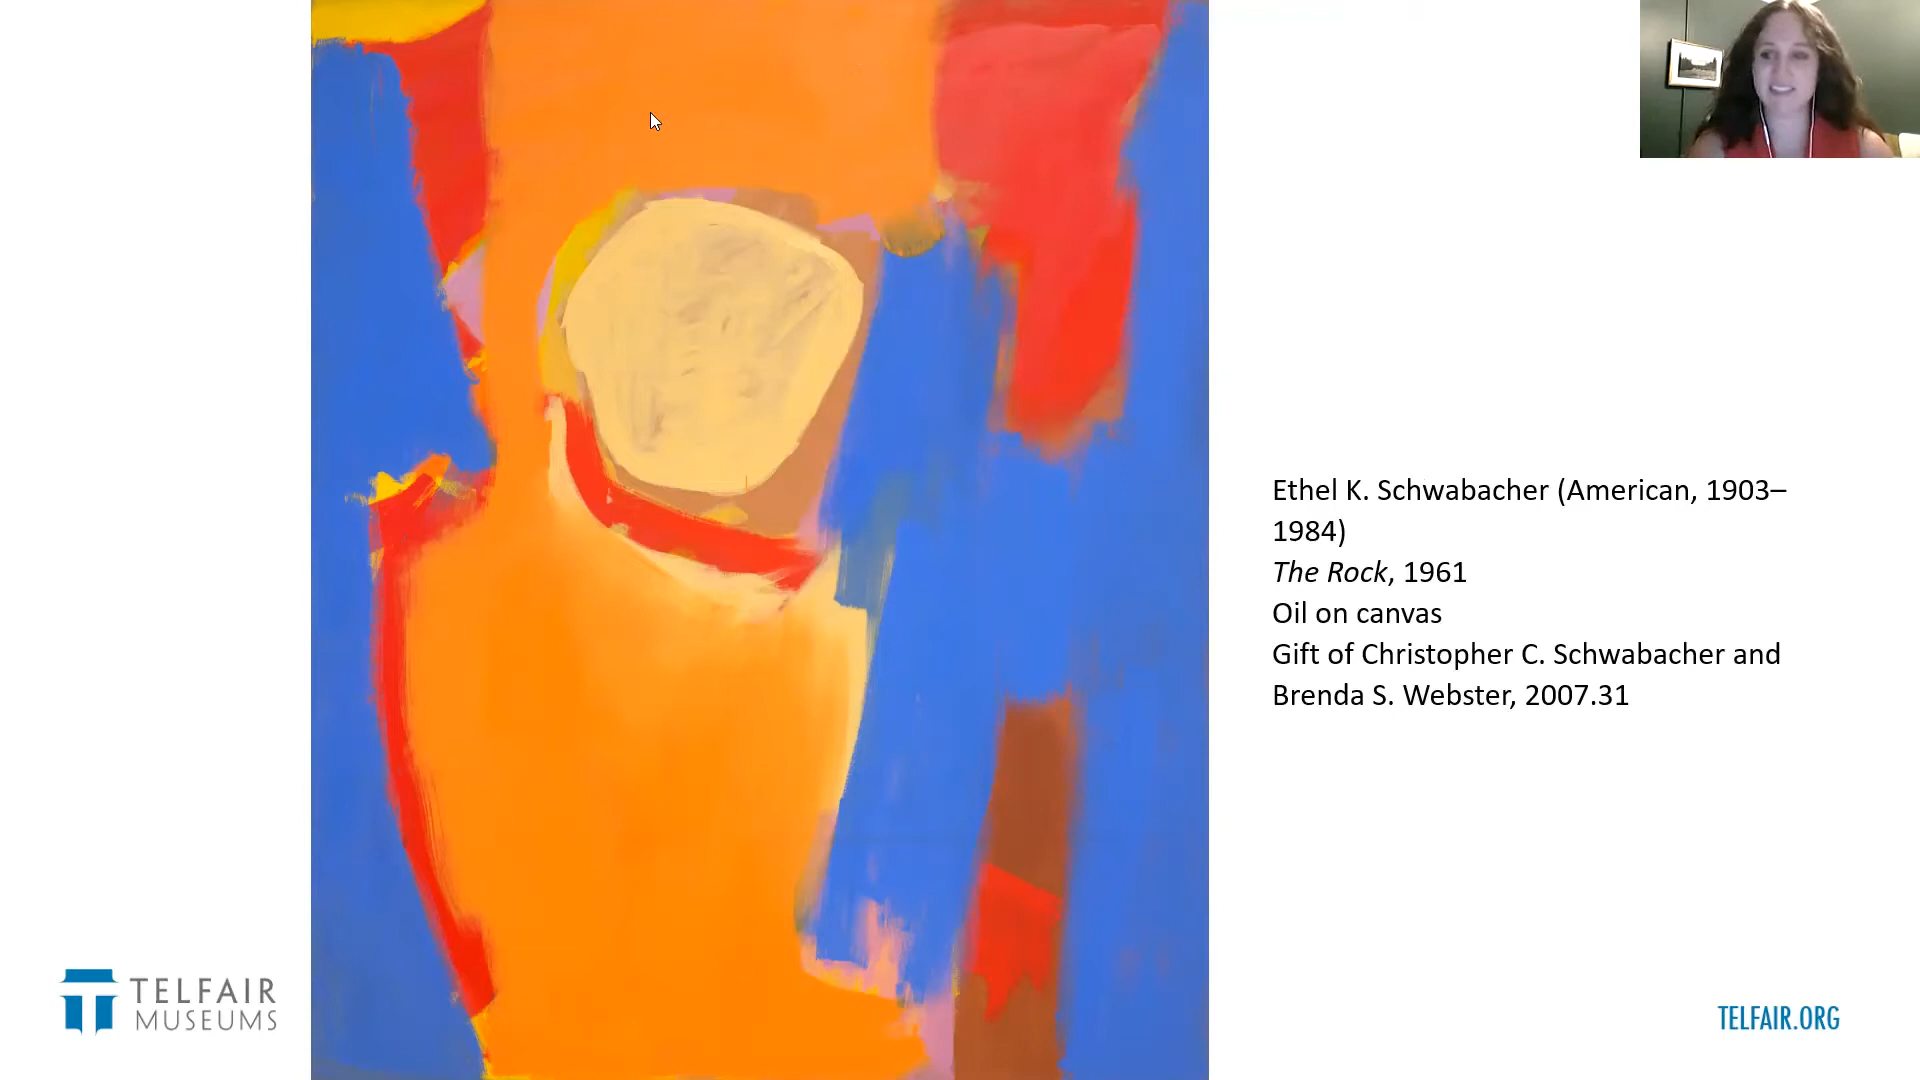 Ethel K. Schwabacher (American, 1903–
1984)
The Rock, 1961
Oil on canvas
Gift of Christopher C. Schwabacher and
Brenda S. Webster, 2007.31
TELFAIR
MUSEUMS
TELFAIR.ORG